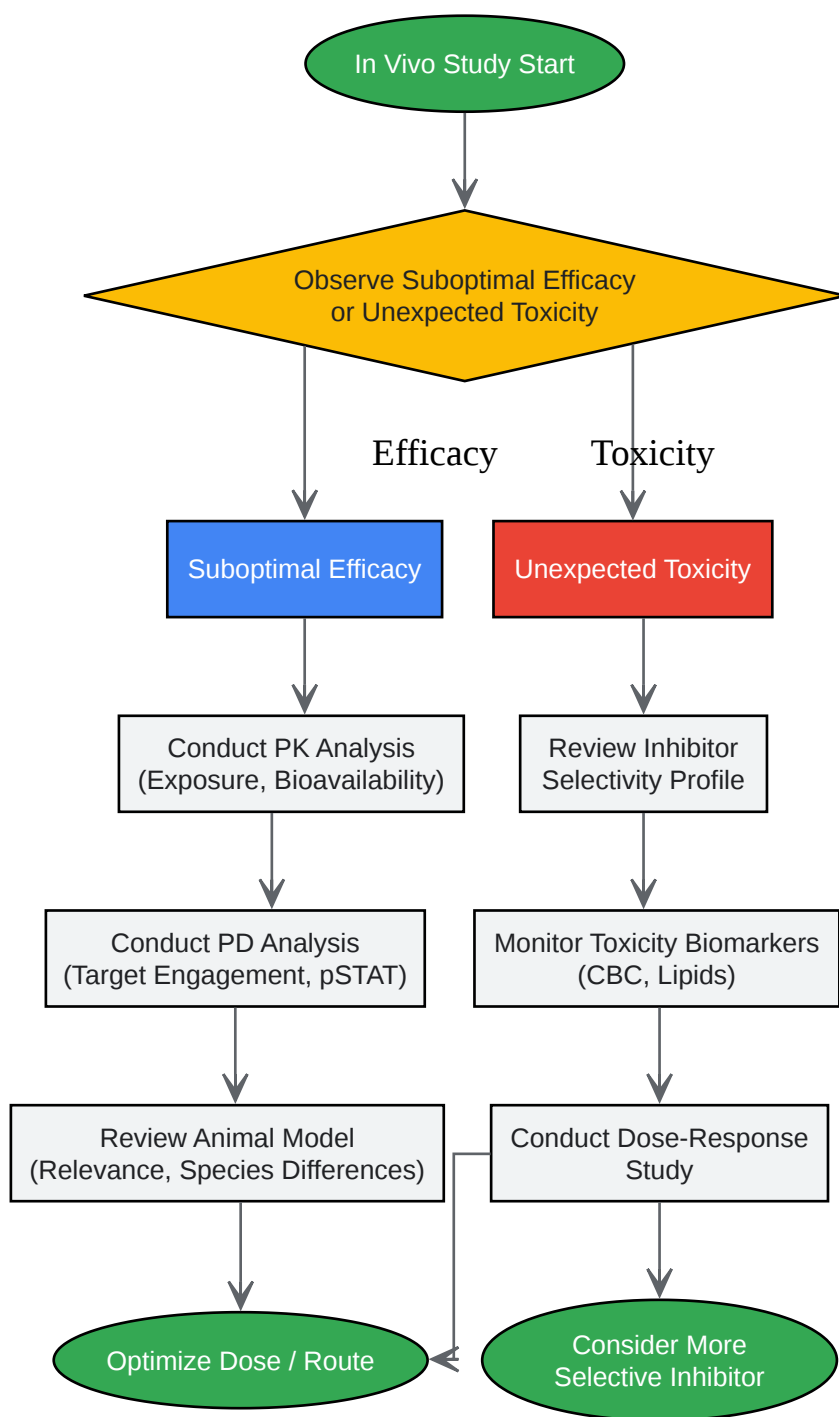 In Vivo Study Start
Observe Suboptimal Efficacy
or Unexpected Toxicity
Efficacy
Toxicity
Suboptimal Efficacy
Unexpected Toxicity
Conduct PK Analysis
(Exposure, Bioavailability)
Review Inhibitor
Selectivity Profile
Conduct PD Analysis
(Target Engagement, pSTAT)
Monitor Toxicity Biomarkers
(CBC, Lipids)
Review Animal Model
(Relevance, Species Differences)
Conduct Dose-Response
Study
Optimize Dose / Route
Consider More
Selective Inhibitor